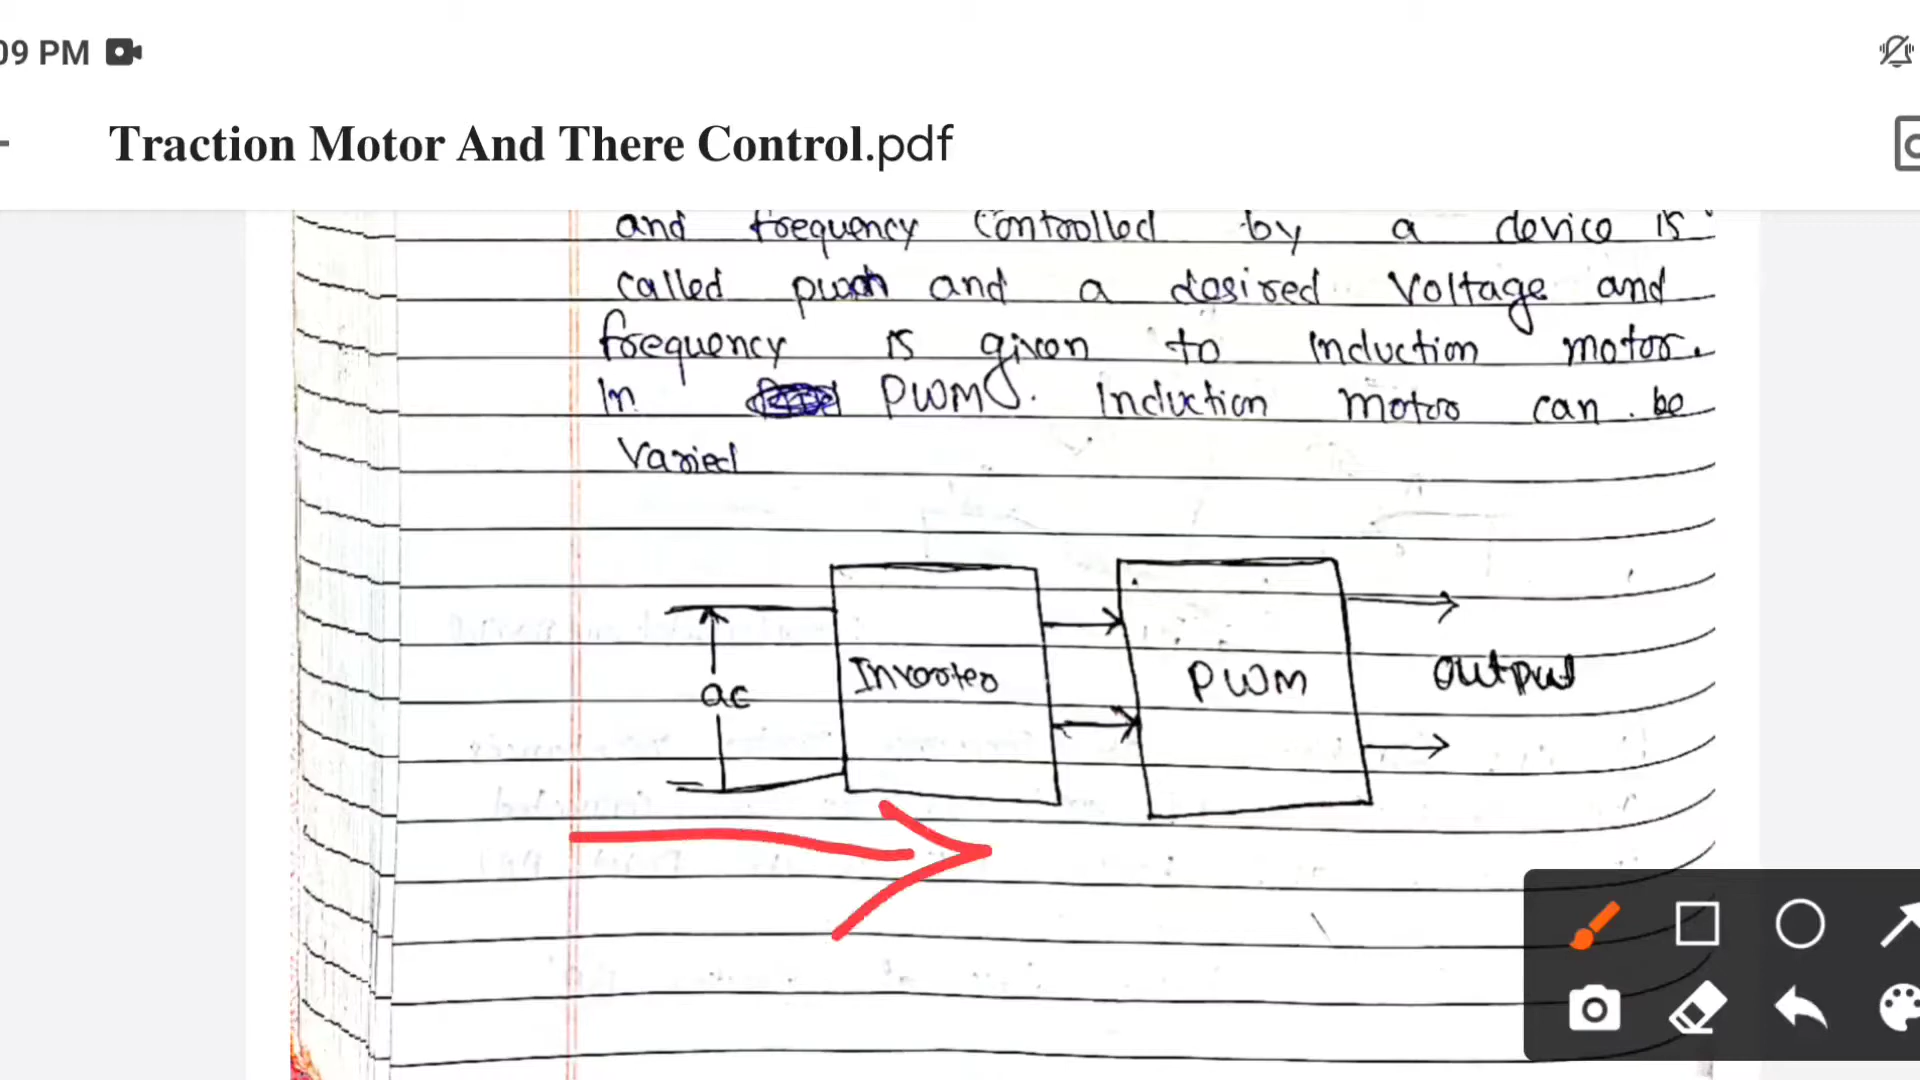 09 PM
Traction Motor And There Control.pdf
and frequency controlled by a device is
called pwm and a desired voltage and
frequency is given to induction motor.
In PWM. Induction motor can be
varied
ac
Inverter
PWM
output